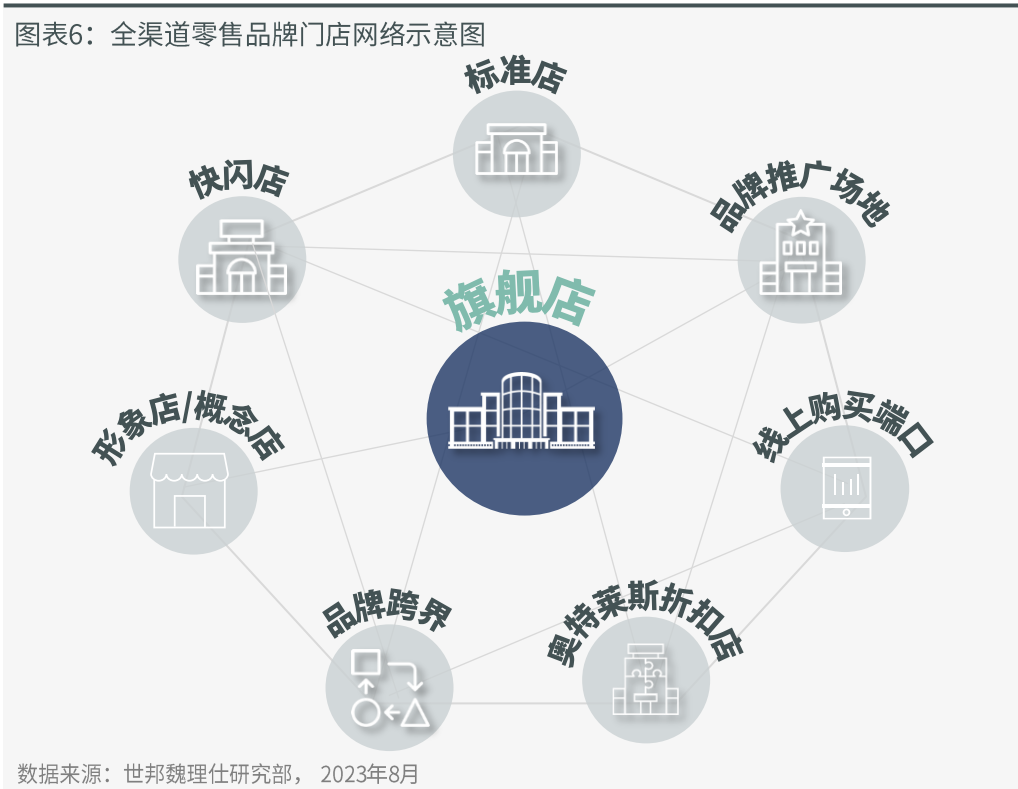 图表6：全渠道零售品牌门店网络示意图
标准店
快闪店
品牌推广场地
旗舰店
形象店/概念店
线上购买端口
品牌跨界
奥特莱斯折扣店
数据来源：世邦魏理仕研究部， 2023年8月